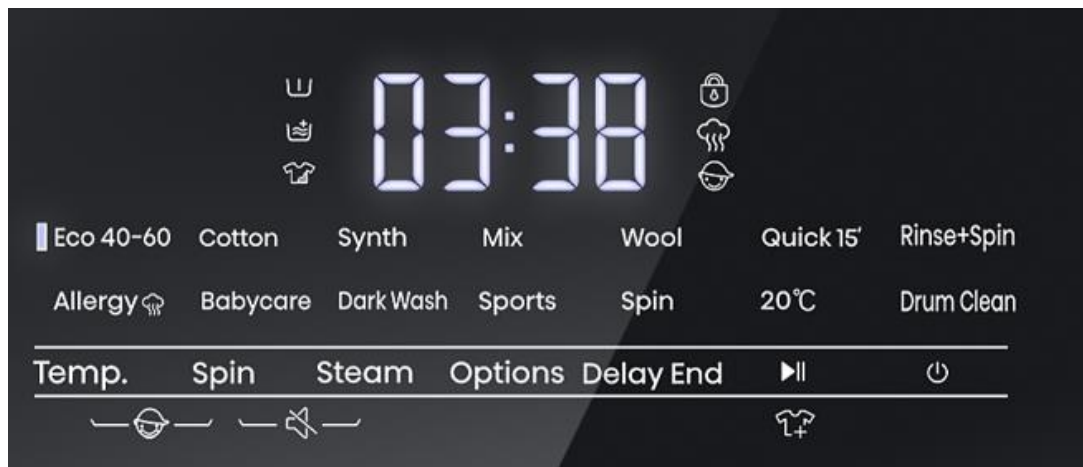 03:38
Eco 40-60 Cotton Synth Mix Wool Quick 15' Rinse+Spin
Allergy Babycare Dark Wash Sports Spin 20°C Drum Clean
Temp. Spin Steam Options Delay End